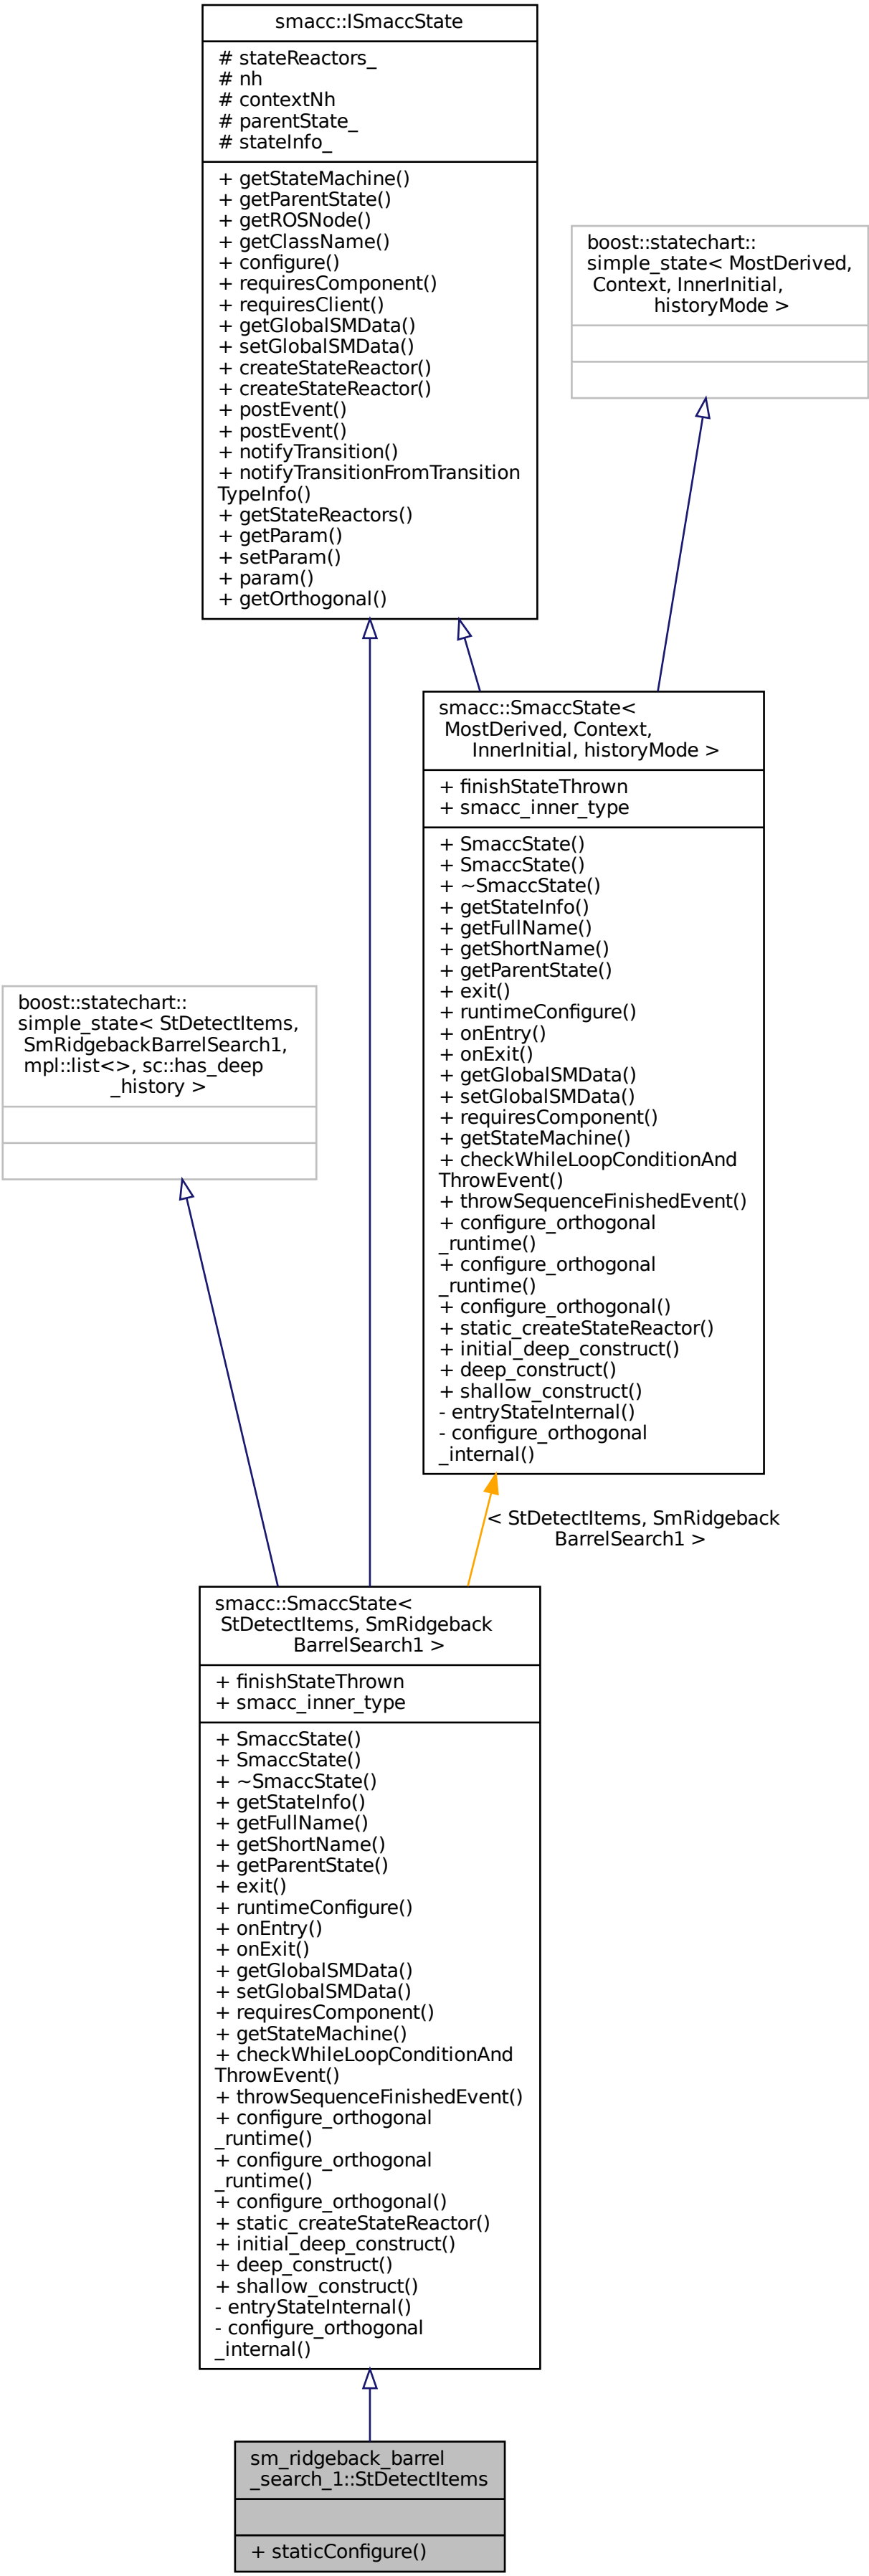 smacc::ISmaccState
# stateReactors_
# nh
# contextNh
# parentState_
# stateInfo_
+ getStateMachine()
+ getParentState()
+ getROSNode()
+ getClassName()
+ configure()
+ requiresComponent()
+ requiresClient()
+ getGlobalSMData()
+ setGlobalSMData()
+ createStateReactor()
+ createStateReactor()
+ postEvent()
+ postEvent()
+ notifyTransition()
+ notifyTransitionFromTransition
TypeInfo()
+ getStateReactors()
+ getParam()
+ setParam()
+ param()
+ getOrthogonal()
boost::statechart::
simple_state< MostDerived,
Context, InnerInitial,
historyMode >
smacc::SmaccState<
MostDerived, Context,
InnerInitial, historyMode >
+ finishStateThrown
+ smacc_inner_type
+ SmaccState()
+ SmaccState()
+ ~SmaccState()
+ getStateInfo()
+ getFullName()
+ getShortName()
+ getParentState()
+ exit()
+ runtimeConfigure()
+ onEntry()
+ onExit()
+ getGlobalSMData()
+ setGlobalSMData()
+ requiresComponent()
+ getStateMachine()
+ checkWhileLoopConditionAnd
ThrowEvent()
+ throwSequenceFinishedEvent()
+ configure_orthogonal
_runtime()
+ configure_orthogonal
_runtime()
+ configure_orthogonal()
+ static_createStateReactor()
+ initial_deep_construct()
+ deep_construct()
+ shallow_construct()
- entryStateInternal()
- configure_orthogonal
_internal()
boost::statechart::
simple_state< StDetectItems,
SmRidgebackBarrelSearch1,
mpl::list<>, sc::has_deep
_history >
< StDetectItems, SmRidgeback
BarrelSearch1 >
smacc::SmaccState<
StDetectItems, SmRidgeback
BarrelSearch1 >
+ finishStateThrown
+ smacc_inner_type
+ SmaccState()
+ SmaccState()
+ ~SmaccState()
+ getStateInfo()
+ getFullName()
+ getShortName()
+ getParentState()
+ exit()
+ runtimeConfigure()
+ onEntry()
+ onExit()
+ getGlobalSMData()
+ setGlobalSMData()
+ requiresComponent()
+ getStateMachine()
+ checkWhileLoopConditionAnd
ThrowEvent()
+ throwSequenceFinishedEvent()
+ configure_orthogonal
_runtime()
+ configure_orthogonal
_runtime()
+ configure_orthogonal()
+ static_createStateReactor()
+ initial_deep_construct()
+ deep_construct()
+ shallow_construct()
- entryStateInternal()
- configure_orthogonal
_internal()
sm_ridgeback_barrel
_search_1::StDetectItems
+ staticConfigure()